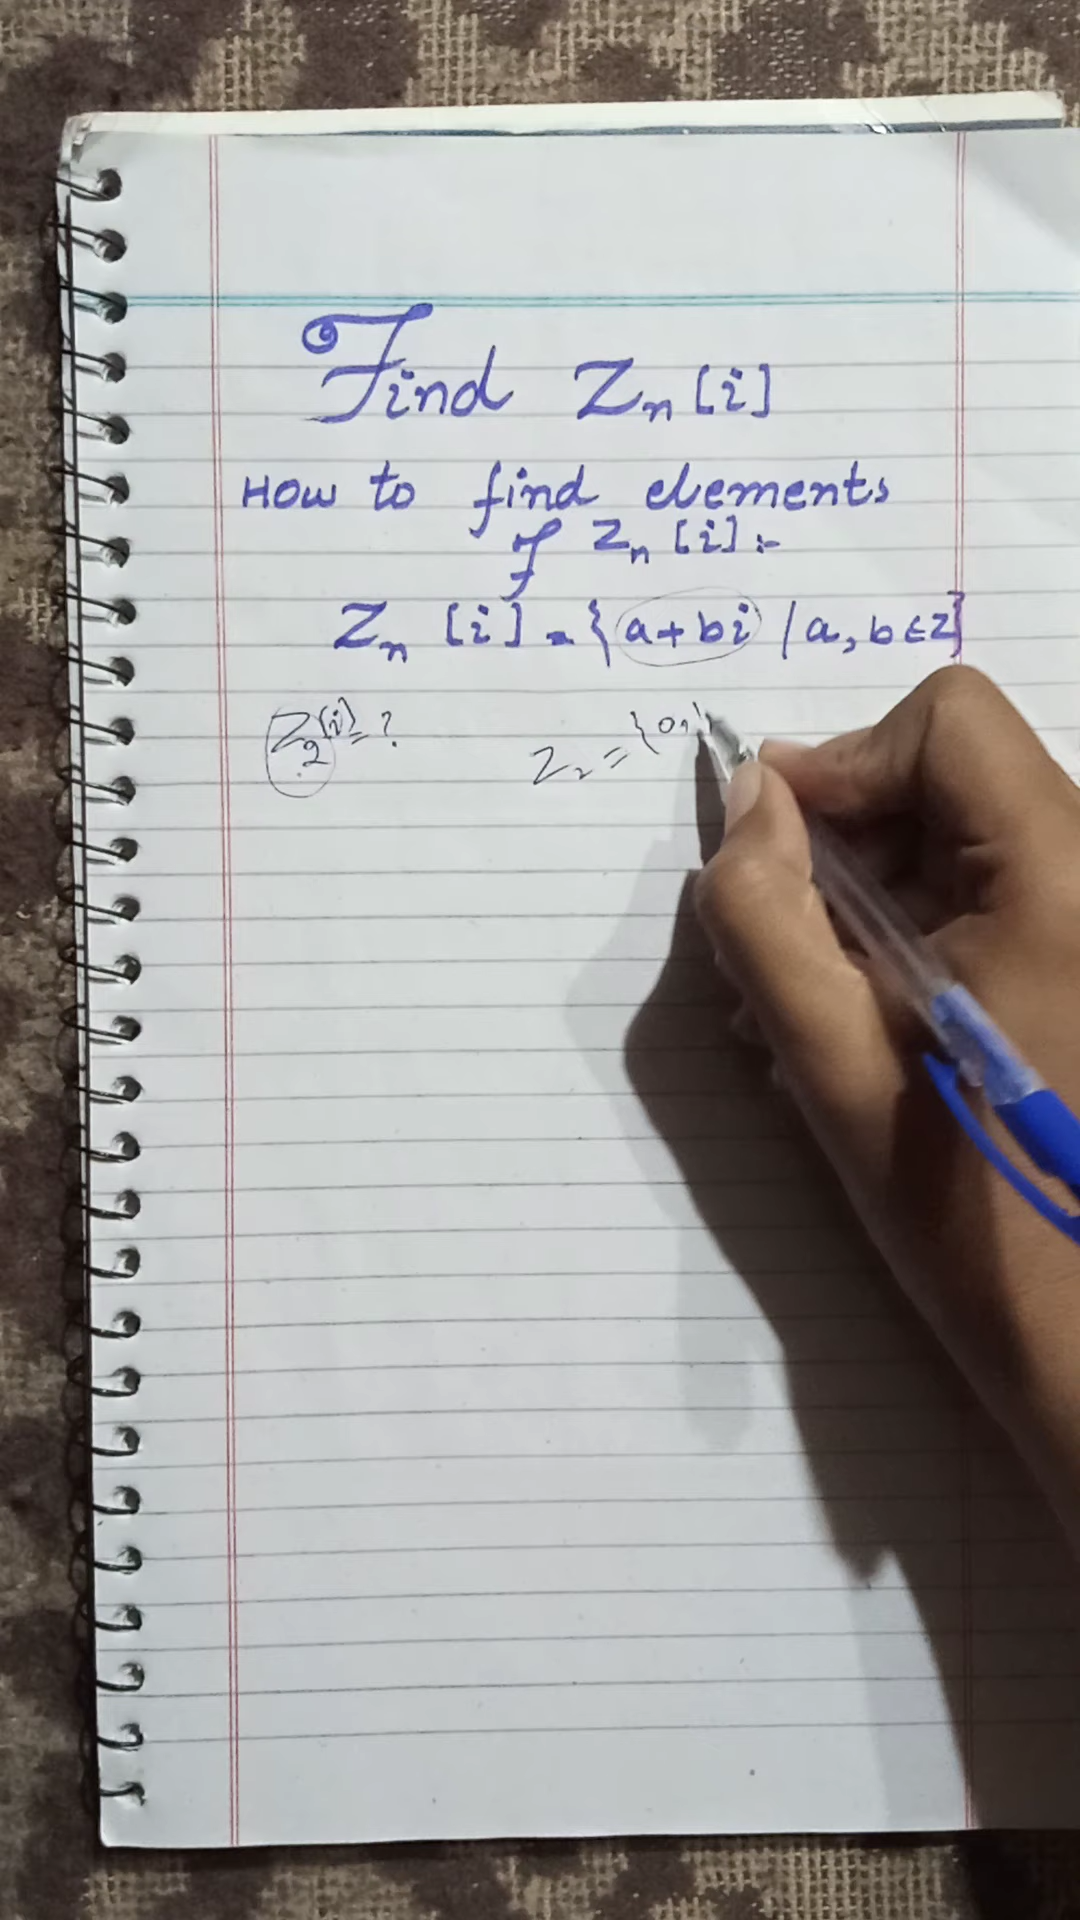 Find Zn [i]
How to find elements
of Zn [i] :-
Zn [i] = { a + bi / a, b ∈ Z }
Z2[i] = ?
Z2 = {0,1